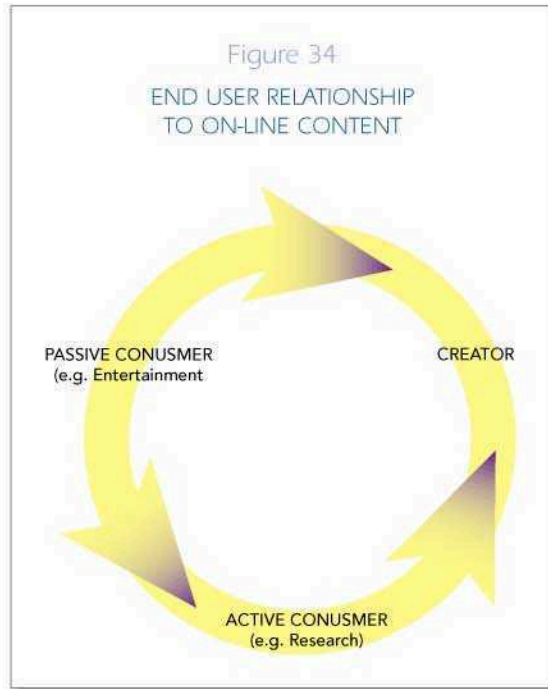 Figure 34
END USER RELATIONSHIP
TO ON-LINE CONTENT
PASSIVE CONUSMER
(e.g. Entertainment
CREATOR
ACTIVE CONUSMER
(e.g. Research)